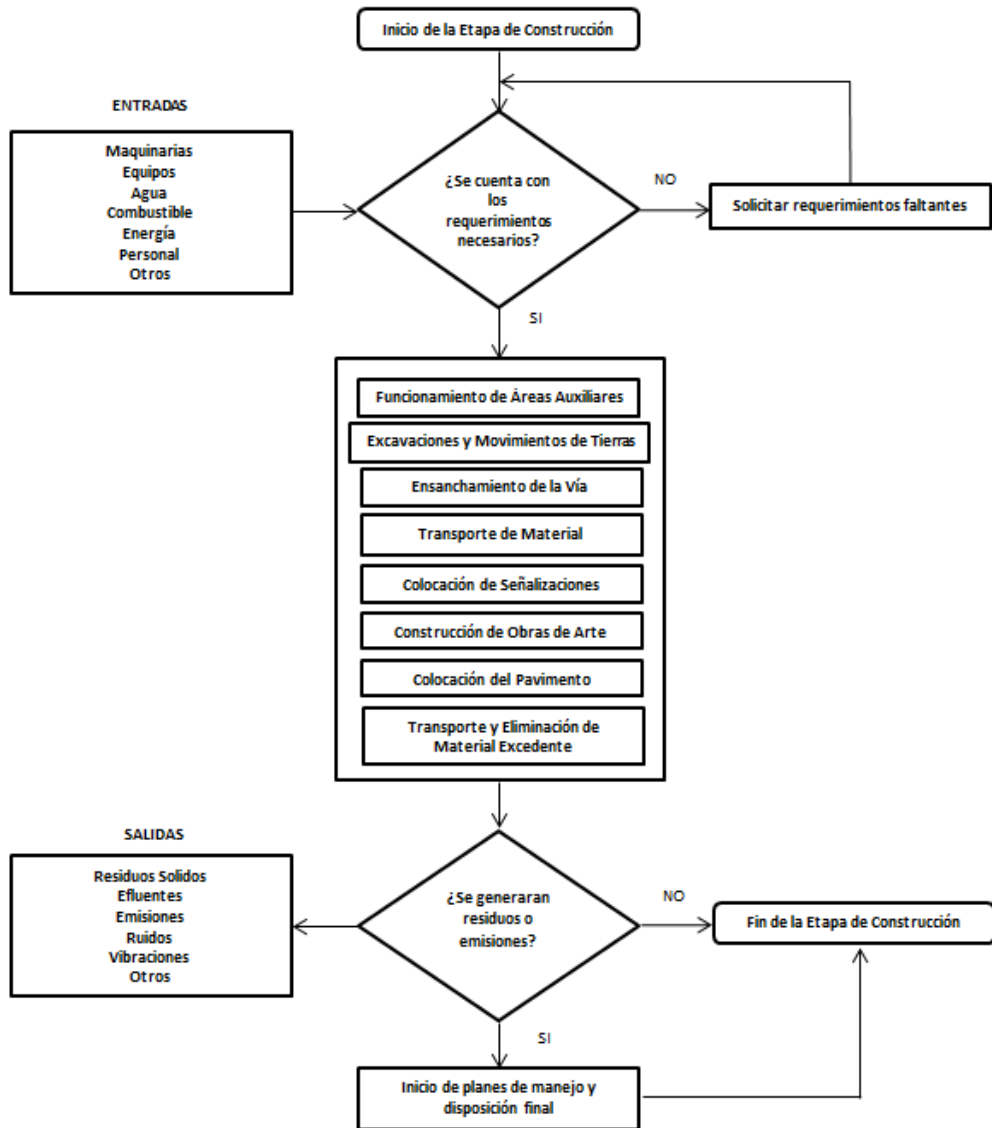 Inicio de la Etapa de Construcción
ENTRADAS
Maquinarias
Equipos
Agua
Combustible
Energía
Personal
Otros
¿Se cuenta con
los
requerimientos
necesarios?
NO
Solicitar requerimientos faltantes
SI
Funcionamiento de Áreas Auxiliares
Excavaciones y Movimientos de Tierras
Ensanchamiento de la Vía
Transporte de Material
Colocación de Señalizaciones
Construcción de Obras de Arte
Colocación del Pavimento
Transporte y Eliminación de
Material Excedente
SALIDAS
Residuos Solidos
Efluentes
Emisiones
Ruidos
Vibraciones
Otros
¿Se generaran
residuos o
emisiones?
NO
Fin de la Etapa de Construcción
SI
Inicio de planes de manejo y
disposición final